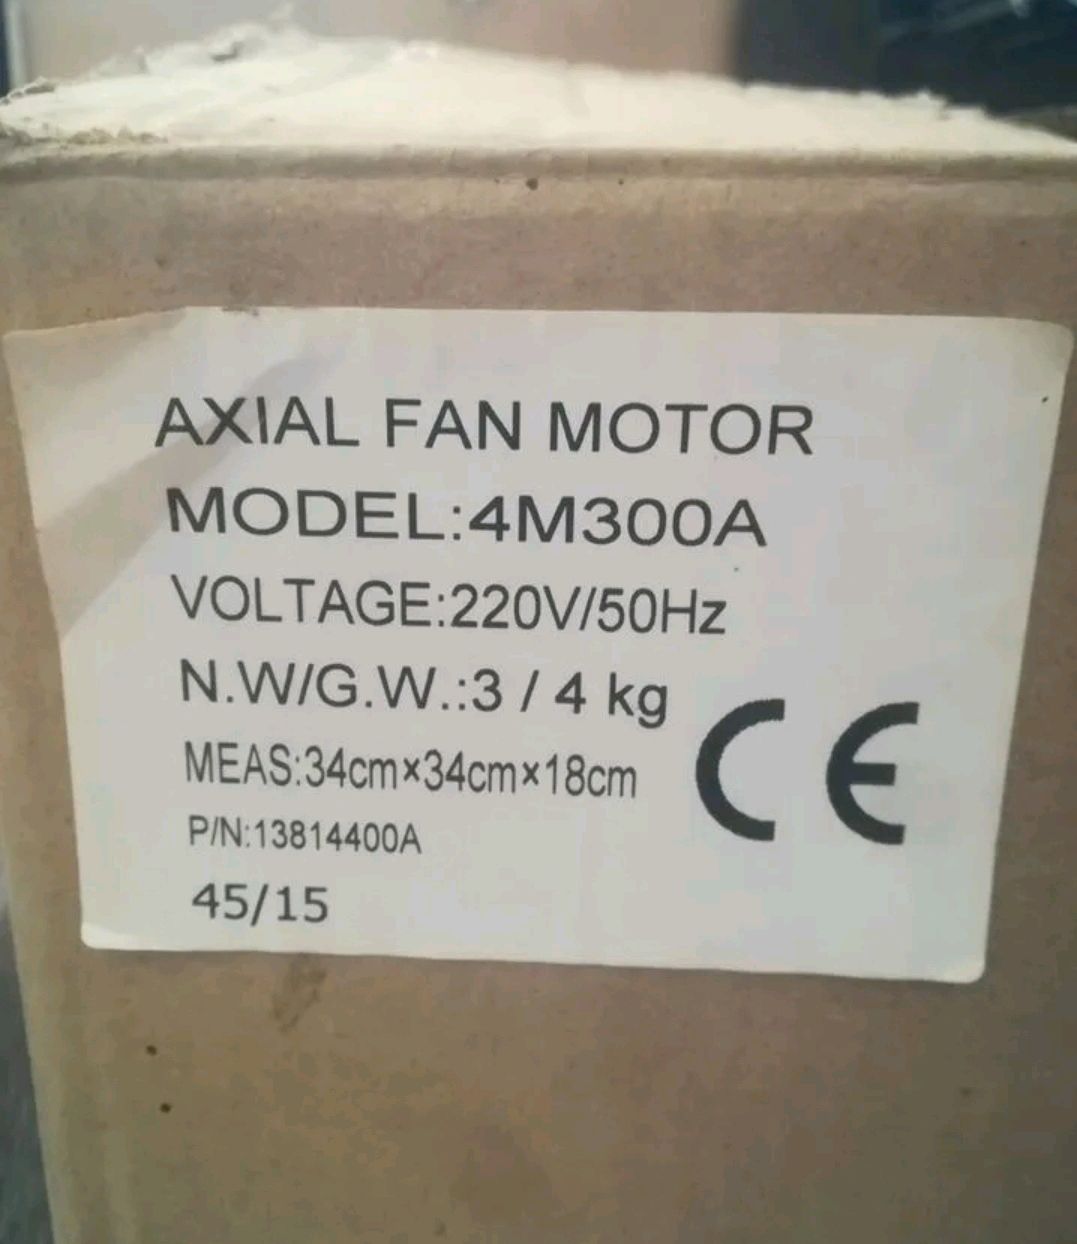 AXIAL FAN MOTOR
MODEL:4M300A
VOLTAGE:220V/50Hz
N.W/G.W.:3 / 4 kg
MEAS:34cm×34cm×18cm
P/N:13814400A
45/15
CE